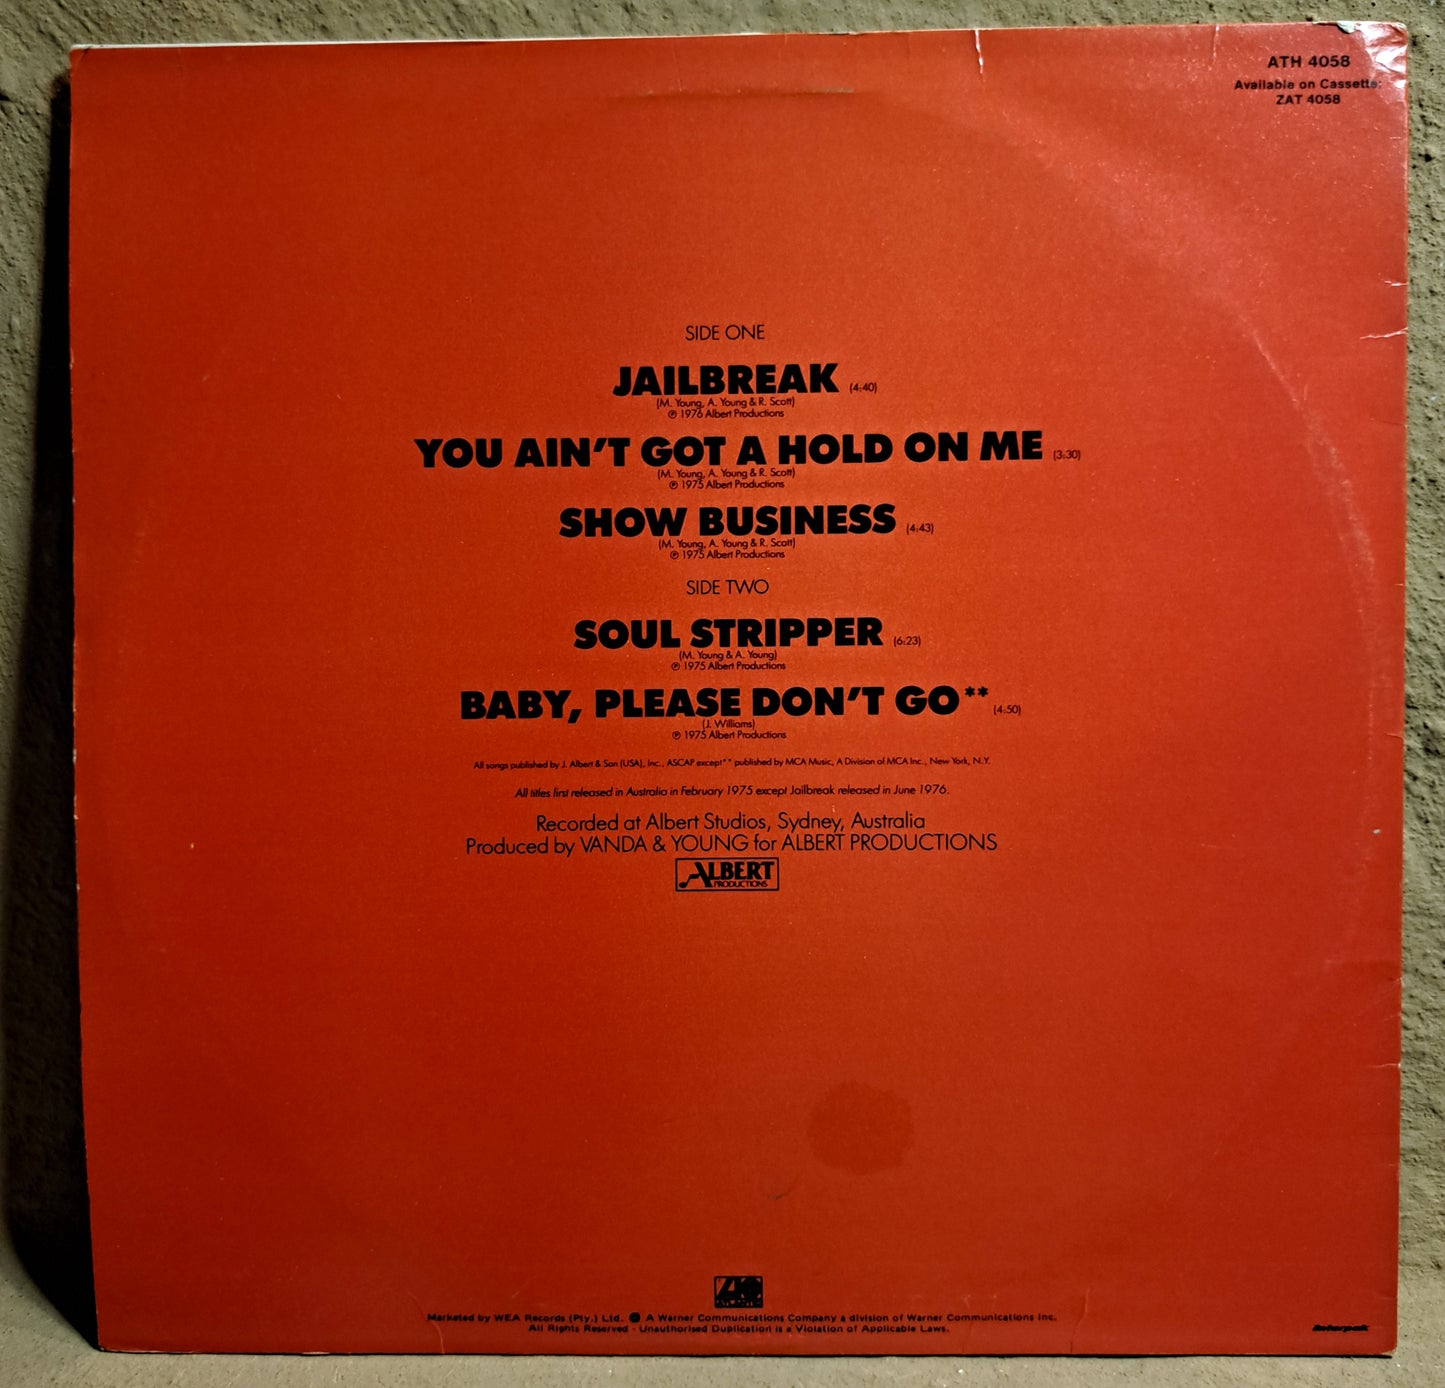 ATH 4058
Available on Cassette:
ZAT 4058
SIDE ONE
JAILBREAK (4:40)
(M. Young, A. Young & R. Scott)
℗ 1976 Albert Productions
YOU AIN'T GOT A HOLD ON ME (3:30)
(M. Young, A. Young & R. Scott)
℗ 1975 Albert Productions
SHOW BUSINESS (4:43)
(M. Young, A. Young & R. Scott)
℗ 1975 Albert Productions
SIDE TWO
SOUL STRIPPER (6:23)
(M. Young & A. Young)
℗ 1975 Albert Productions
BABY, PLEASE DON'T GO** (4:50)
(J. Williams)
℗ 1975 Albert Productions
All songs published by J. Albert & Son (USA), Inc., ASCAP except** published by MCA Music, A Division of MCA Inc., New York, N.Y.
All titles first released in Australia in February 1975 except Jailbreak released in June 1976.
Recorded at Albert Studios, Sydney, Australia
Produced by VANDA & YOUNG for ALBERT PRODUCTIONS
ALBERT
PRODUCTIONS
ATLANTIC
Marketed by WEA Records (Pty.) Ltd. A Warner Communications Company a division of Warner Communications Inc.
All Rights Reserved - Unauthorised Duplication is a Violation of Applicable Laws.
Interpak